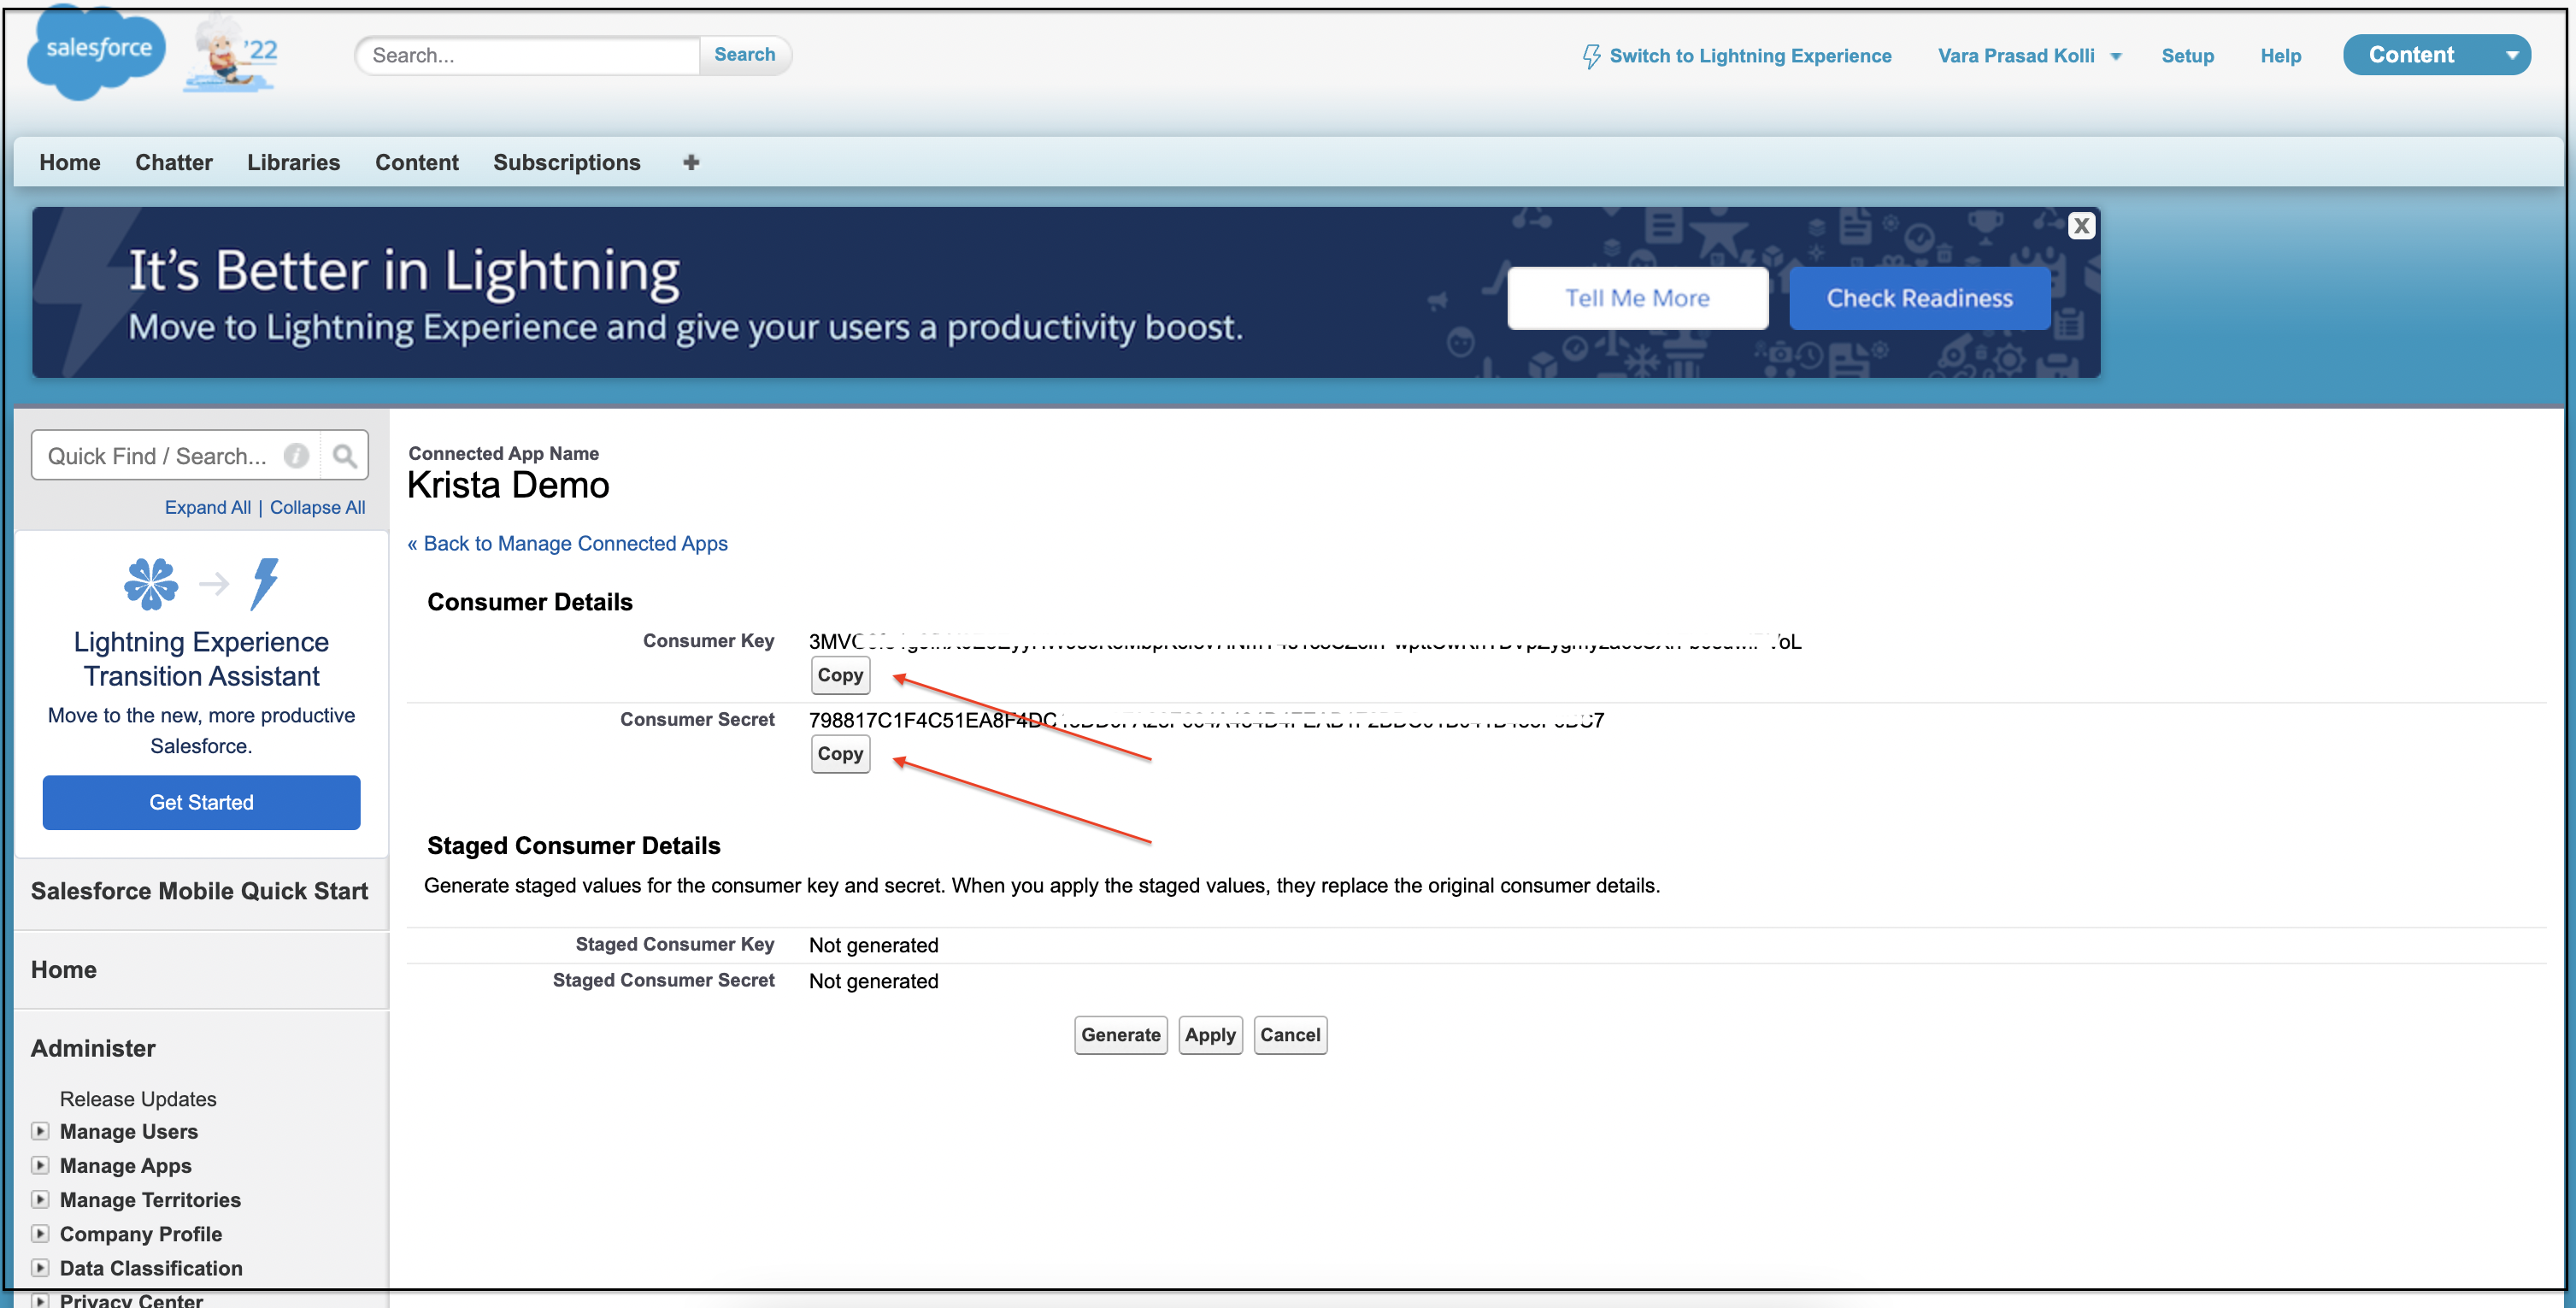 salesforce
'22
Search...
Search
Switch to Lightning Experience
Vara Prasad Kolli
Setup
Help
Content
Home
Chatter
Libraries
Content
Subscriptions
It's Better in Lightning
Move to Lightning Experience and give your users a productivity boost.
Tell Me More
Check Readiness
X
Quick Find / Search...
Expand All | Collapse All
Lightning Experience
Transition Assistant
Move to the new, more productive
Salesforce.
Get Started
Salesforce Mobile Quick Start
Home
Administer
Release Updates
Manage Users
Manage Apps
Manage Territories
Company Profile
Data Classification
Privacy Center
Connected App Name
Krista Demo
« Back to Manage Connected Apps
Consumer Details
Consumer Key
Copy
Consumer Secret
Copy
Staged Consumer Details
Generate staged values for the consumer key and secret. When you apply the staged values, they replace the original consumer details.
Staged Consumer Key Not generated
Staged Consumer Secret Not generated
Generate
Apply
Cancel